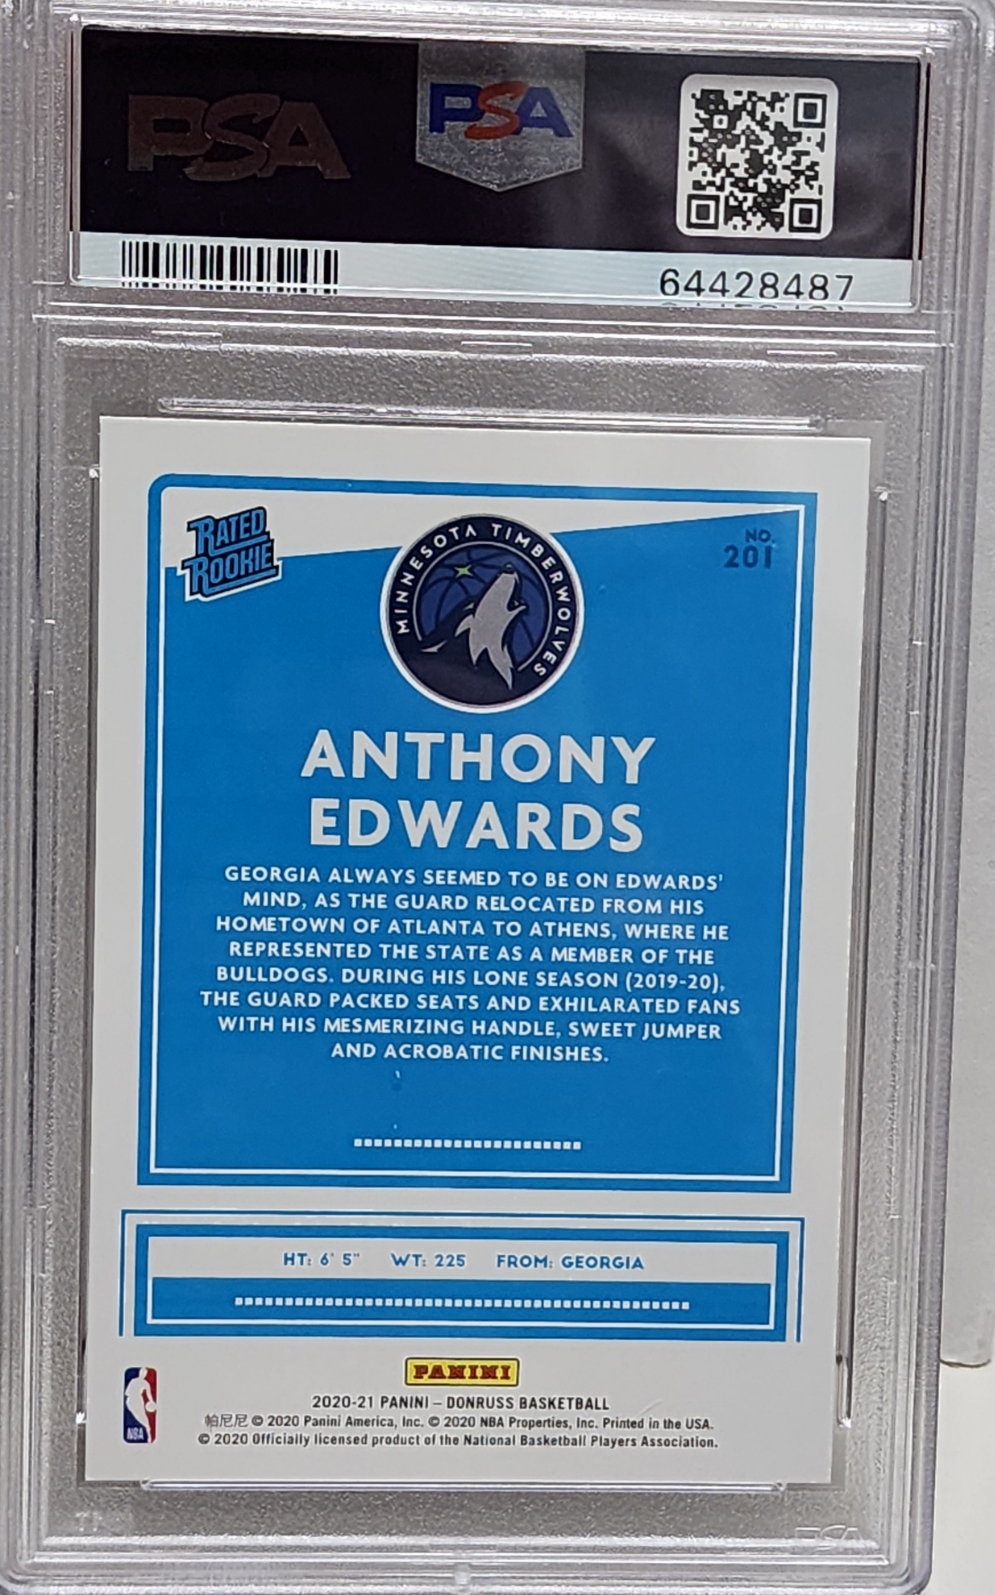 PSA
PSA
64428487
RATED
ROOKIE
MINNESOTA TIMBERWOLVES
NO.
201
ANTHONY
EDWARDS
GEORGIA ALWAYS SEEMED TO BE ON EDWARDS'
MIND, AS THE GUARD RELOCATED FROM HIS
HOMETOWN OF ATLANTA TO ATHENS, WHERE HE
REPRESENTED THE STATE AS A MEMBER OF THE
BULLDOGS. DURING HIS LONE SEASON (2019-20),
THE GUARD PACKED SEATS AND EXHILARATED FANS
WITH HIS MESMERIZING HANDLE, SWEET JUMPER
AND ACROBATIC FINISHES.
HT: 6' 5" WT: 225 FROM: GEORGIA
PANINI
NBA
2020-21 PANINI – DONRUSS BASKETBALL
帕尼尼 © 2020 Panini America, Inc. © 2020 NBA Properties, Inc. Printed in the USA.
© 2020 Officially licensed product of the National Basketball Players Association.
PSA